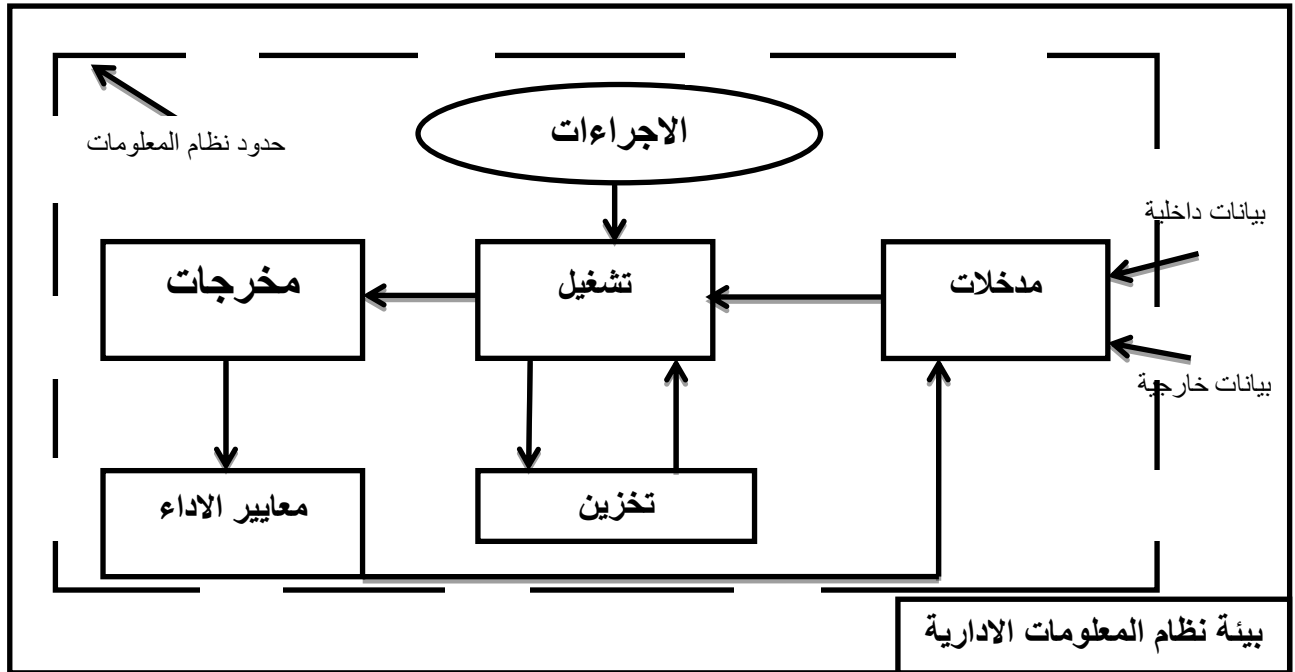 الاجراءات
حدود نظام المعلومات
بيانات داخلية
مدخلات
تشغيل
مخرجات
بيانات خارجية
تخزين
معايير الاداء
بيئة نظام المعلومات الادارية